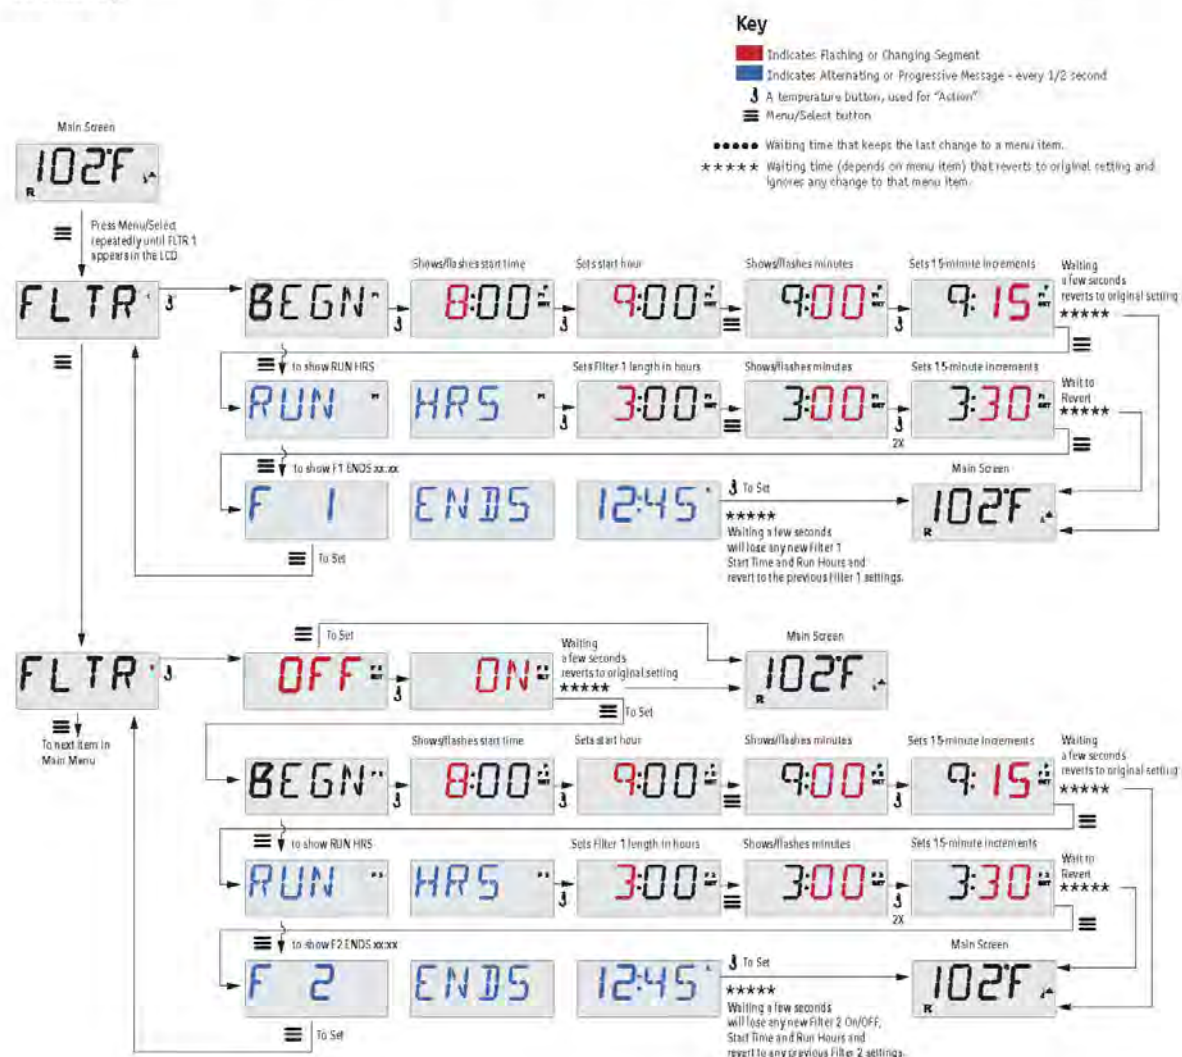 Key
Indicates Flashing or Changing Segment
Indicates Alternating or Progressive Message - every 1/2 second
A temperature button, used for "Action"
Menu/Select button
●●●●● Waiting time that keeps the last change to a menu item.
★★★★★ Waiting time (depends on menu item) that reverts to original setting and
ignores any change to that menu item.
Main Screen
102°F
R
Press Menu/Select
repeatedly until FLTR 1
appears in the LCD
Shows/flashes start time
Sets start hour
Shows/flashes minutes
Sets 15-minute increments
Waiting
a few seconds
reverts to original setting
★★★★★
FLTR
BEGN
8:00
9:00
9:00
9:15
to show RUN HRS
Sets Filter 1 length in hours
Shows/flashes minutes
Sets 15-minute increments
Wait to
Revert
★★★★★
RUN
HRS
3:00
3:00
3:30
2X
to show F1 ENDS xx:xx
Main Screen
F 1
ENDS
12:45
To Set
★★★★★
Waiting a few seconds
will lose any new Filter 1
Start Time and Run Hours and
revert to the previous Filter 1 settings.
102°F
R
To Set
To Set
Waiting
a few seconds
reverts to original setting
★★★★★
Main Screen
FLTR
OFF
ON
102°F
R
To Set
To next item in
Main Menu
Shows/flashes start time
Sets start hour
Shows/flashes minutes
Sets 15-minute increments
Waiting
a few seconds
reverts to original setting
★★★★★
BEGN
8:00
9:00
9:00
9:15
to show RUN HRS
Sets Filter 1 length in hours
Shows/flashes minutes
Sets 15-minute increments
Wait to
Revert
★★★★★
RUN
HRS
3:00
3:00
3:30
2X
to show F2 ENDS xx:xx
Main Screen
F 2
ENDS
12:45
To Set
★★★★★
Waiting a few seconds
will lose any new Filter 2 On/OFF,
Start Time and Run Hours and
revert to any previous Filter 2 settings.
102°F
R
To Set